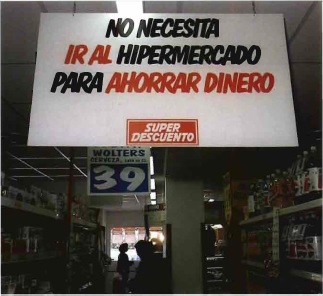 NO NECESITA
IR AL HIPERMERCADO
PARA AHORRAR DINERO
SUPER
DESCUENTO
WOLTERS
CERVEZA,
39